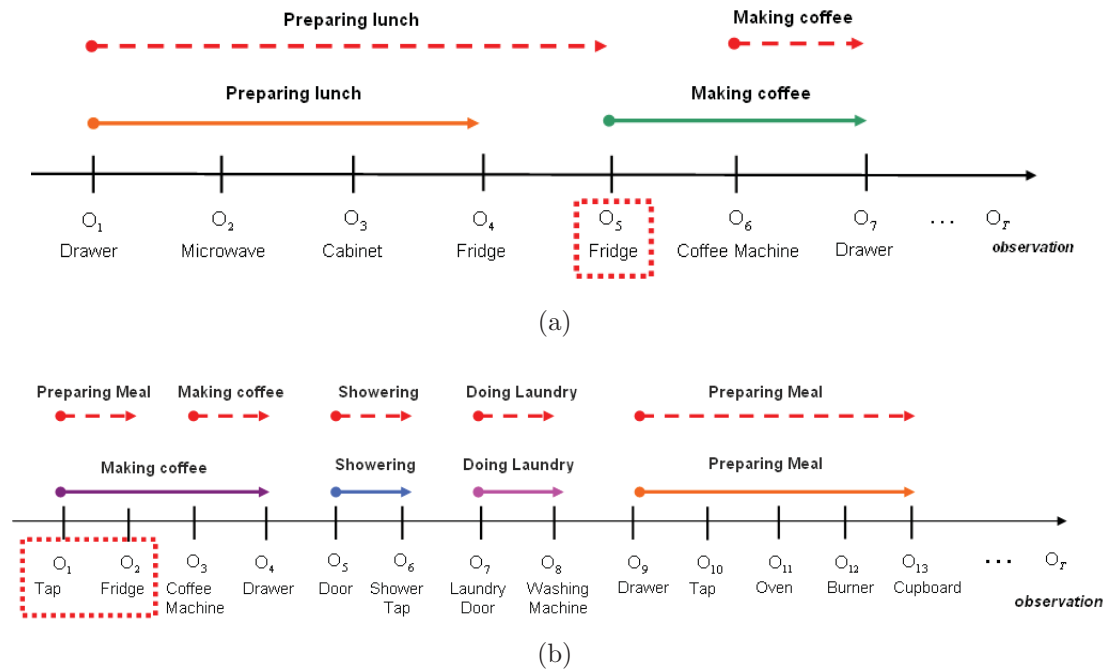 Preparing lunch Making coffee
Preparing lunch Making coffee
O1 O2 O3 O4 O5 O6 O7 ... OT
Drawer Microwave Cabinet Fridge Fridge Coffee Machine Drawer observation
(a)
Preparing Meal Making coffee Showering Doing Laundry Preparing Meal
Making coffee Showering Doing Laundry Preparing Meal
O1 O2 O3 O4 O5 O6 O7 O8 O9 O10 O11 O12 O13 ... OT
Tap Fridge Coffee Drawer Door Shower Laundry Washing Drawer Tap Oven Burner Cupboard
Machine Tap Door Machine observation
(b)